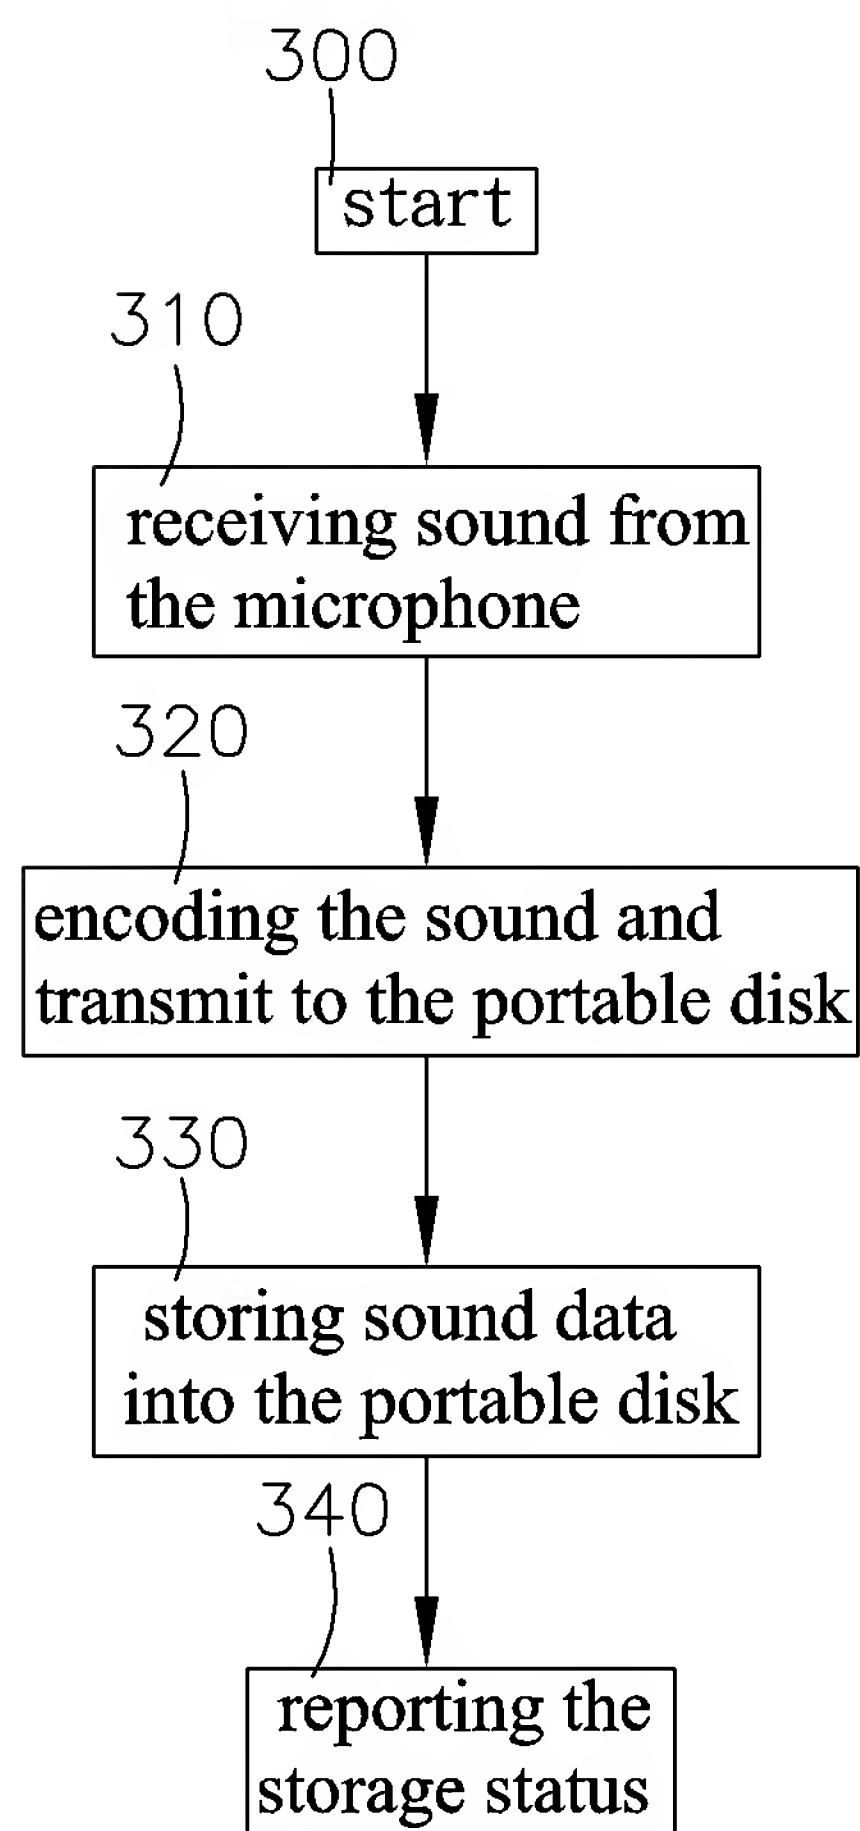 300
start
310
receiving sound from
the microphone
320
encoding the sound and
transmit to the portable disk
330
storing sound data
into the portable disk
340
reporting the
storage status